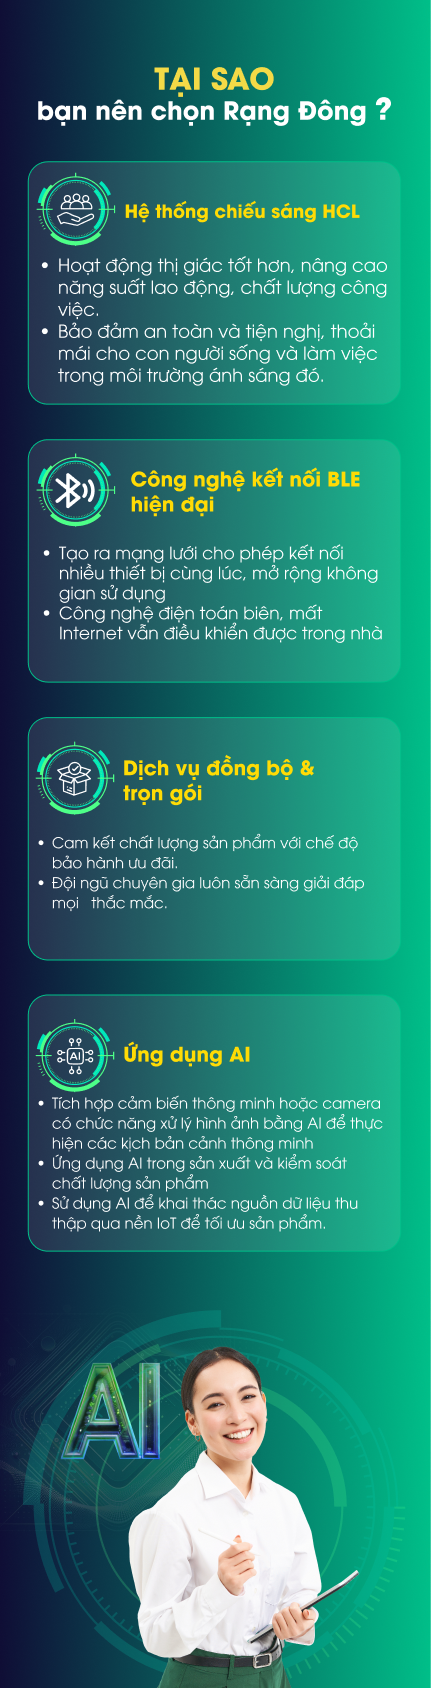 TẠI SAO
bạn nên chọn Rạng Đông ?
Hệ thống chiếu sáng HCL
• Hoạt động thị giác tốt hơn, nâng cao
năng suất lao động, chất lượng công
việc.
• Bảo đảm an toàn và tiện nghi, thoải
mái cho con người sống và làm việc
trong môi trường ánh sáng đó.
Công nghệ kết nối BLE
hiện đại
• Tạo ra mạng lưới cho phép kết nối
nhiều thiết bị cùng lúc, mở rộng không
gian sử dụng
• Công nghệ điện toán biên, mất
Internet vẫn điều khiển được trong nhà
Dịch vụ đồng bộ &
trọn gói
• Cam kết chất lượng sản phẩm với chế độ
bảo hành ưu đãi.
• Đội ngũ chuyên gia luôn sẵn sàng giải đáp
mọi thắc mắc.
AI
Ứng dụng AI
• Tích hợp cảm biến thông minh hoặc camera
có chức năng xử lý hình ảnh bằng AI để thực
hiện các kịch bản cảnh thông minh
• Ứng dụng AI trong sản xuất và kiểm soát
chất lượng sản phẩm
• Sử dụng AI để khai thác nguồn dữ liệu thu
thập qua nền IoT để tối ưu sản phẩm.
AI